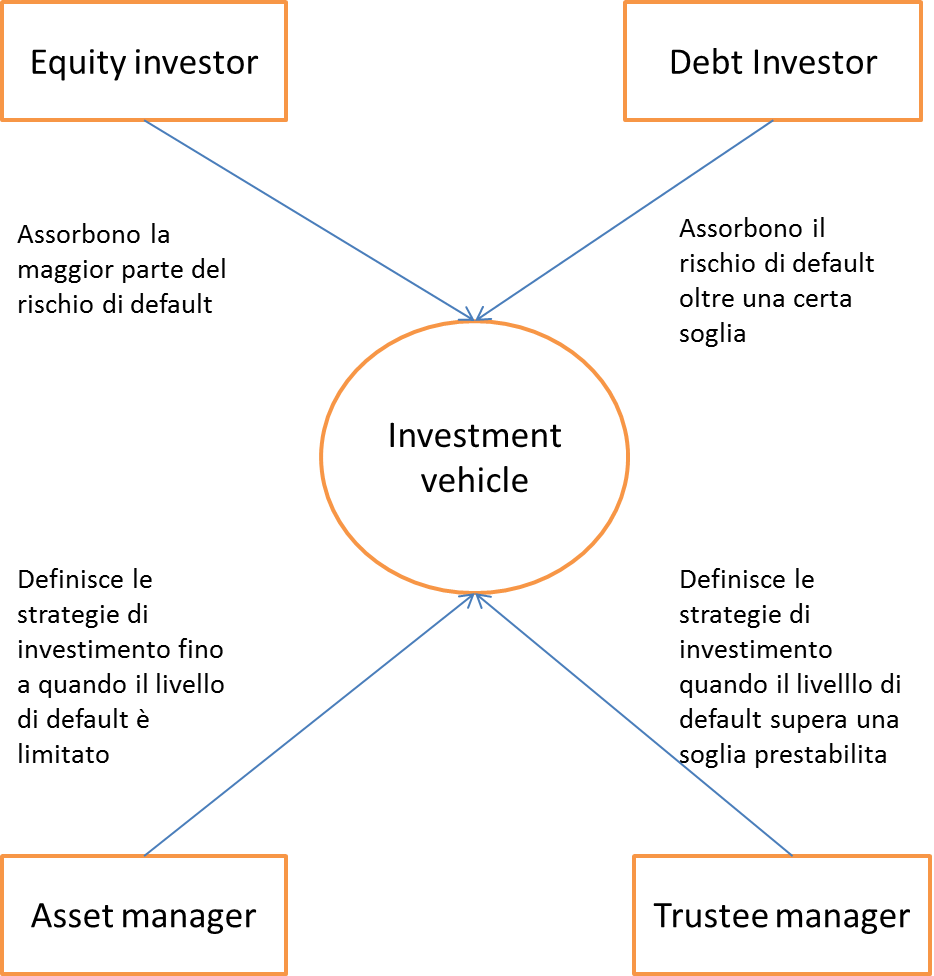 Equity investor
Debt Investor
Assorbono la
maggior parte del
rischio di default
Assorbono il
rischio di default
oltre una certa
soglia
Investment
vehicle
Definisce le
strategie di
investimento fino
a quando il livello
di default è
limitato
Definisce le
strategie di
investimento
quando il livelllo di
default supera una
soglia prestabilita
Asset manager
Trustee manager